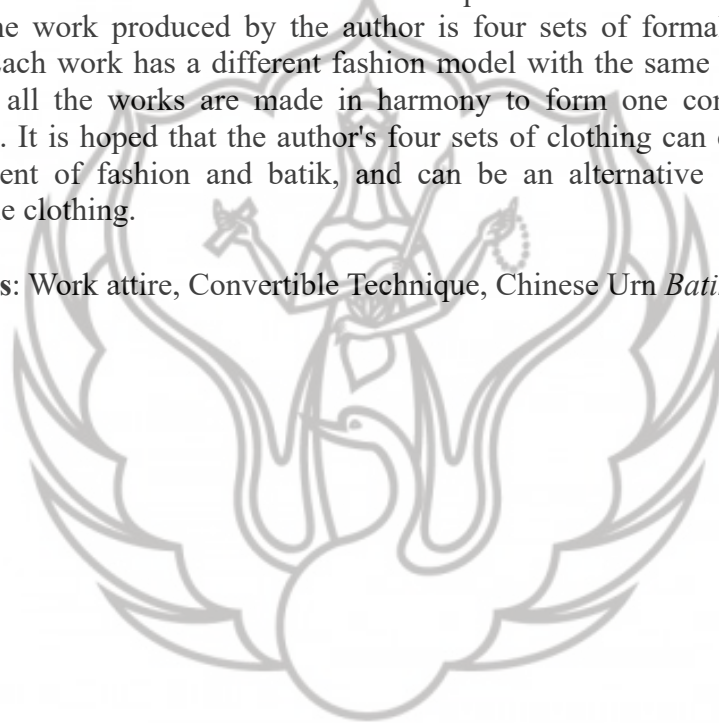 he work produced by the author is four sets of forma
ach work has a different fashion model with the same
all the works are made in harmony to form one con
. It is hoped that the author's four sets of clothing can
ent of fashion and batik, and can be an alternative
e clothing.
s: Work attire, Convertible Technique, Chinese Urn Bati